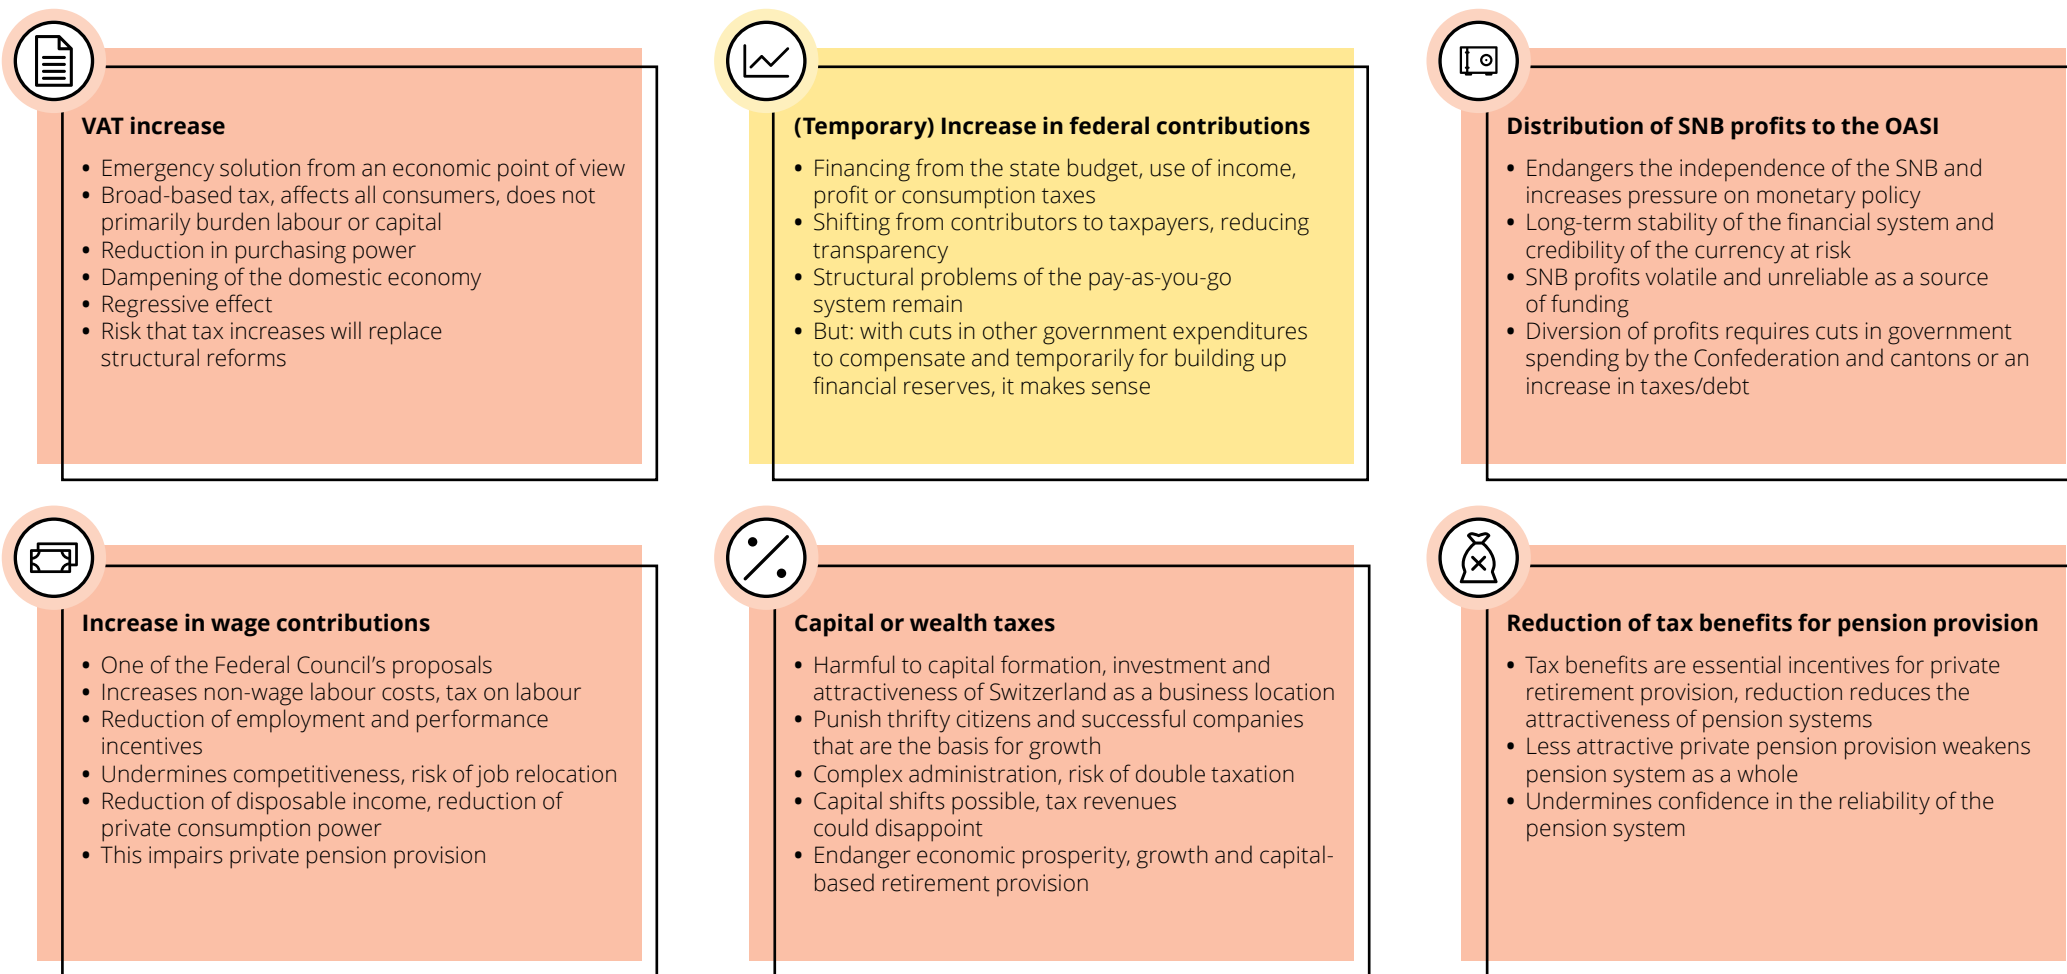 VAT increase
• Emergency solution from an economic point of view
• Broad-based tax, affects all consumers, does not
primarily burden labour or capital
• Reduction in purchasing power
• Dampening of the domestic economy
• Regressive effect
• Risk that tax increases will replace
structural reforms
(Temporary) Increase in federal contributions
• Financing from the state budget, use of income,
profit or consumption taxes
• Shifting from contributors to taxpayers, reducing
transparency
• Structural problems of the pay-as-you-go
system remain
• But: with cuts in other government expenditures
to compensate and temporarily for building up
financial reserves, it makes sense
Distribution of SNB profits to the OASI
• Endangers the independence of the SNB and
increases pressure on monetary policy
• Long-term stability of the financial system and
credibility of the currency at risk
• SNB profits volatile and unreliable as a source
of funding
• Diversion of profits requires cuts in government
spending by the Confederation and cantons or an
increase in taxes/debt
Increase in wage contributions
• One of the Federal Council’s proposals
• Increases non-wage labour costs, tax on labour
• Reduction of employment and performance
incentives
• Undermines competitiveness, risk of job relocation
• Reduction of disposable income, reduction of
private consumption power
• This impairs private pension provision
Capital or wealth taxes
• Harmful to capital formation, investment and
attractiveness of Switzerland as a business location
• Punish thrifty citizens and successful companies
that are the basis for growth
• Complex administration, risk of double taxation
• Capital shifts possible, tax revenues
could disappoint
• Endanger economic prosperity, growth and capital-
based retirement provision
Reduction of tax benefits for pension provision
• Tax benefits are essential incentives for private
retirement provision, reduction reduces the
attractiveness of pension systems
• Less attractive private pension provision weakens
pension system as a whole
• Undermines confidence in the reliability of the
pension system